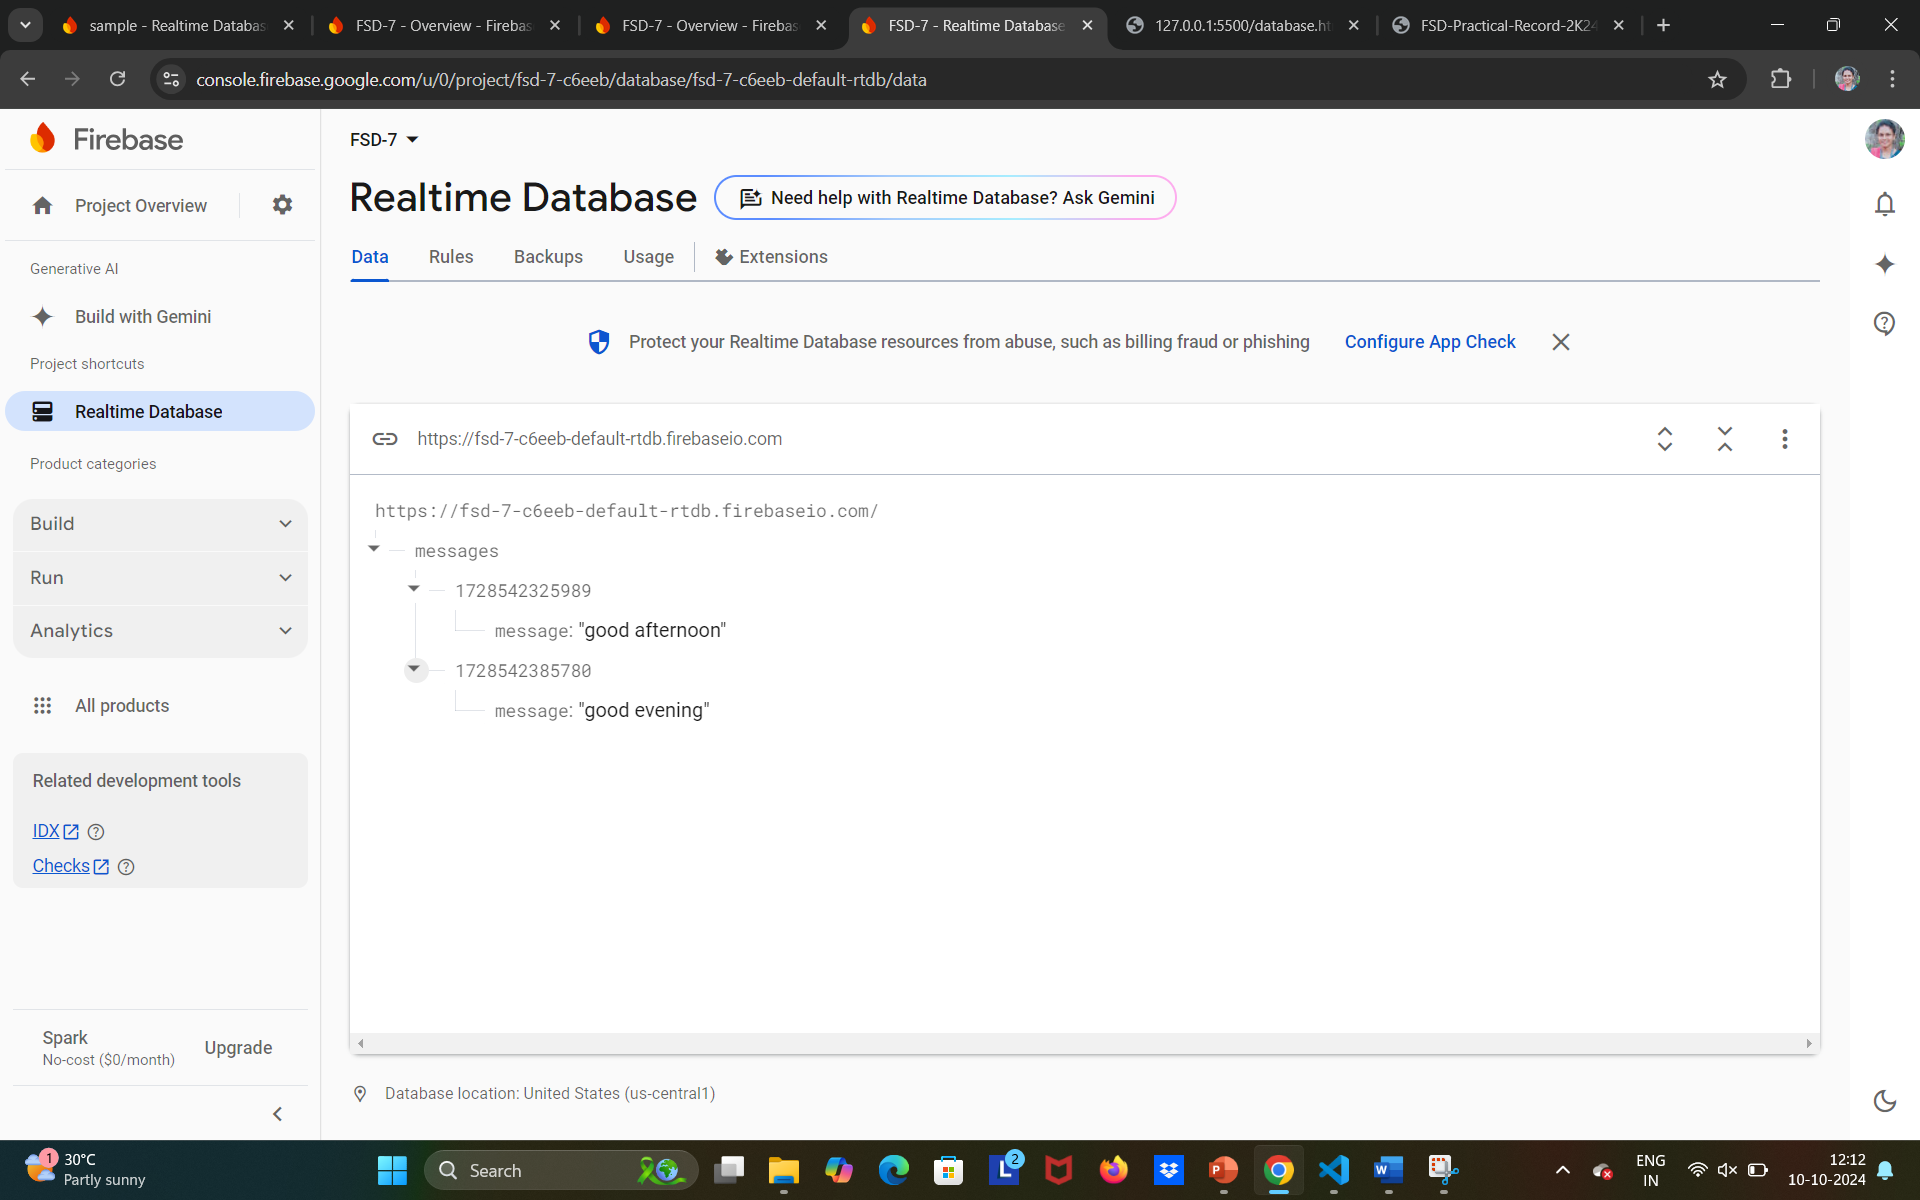 sample - Realtime Databas
FSD-7 - Overview - Firebas
FSD-7 - Overview - Firebas
FSD-7 - Realtime Database
127.0.0.1:5500/database.ht
FSD-Practical-Record-2K24
console.firebase.google.com/u/0/project/fsd-7-c6eeb/database/fsd-7-c6eeb-default-rtdb/data
Firebase
Project Overview
Generative AI
Build with Gemini
Project shortcuts
Realtime Database
Product categories
Build
Run
Analytics
All products
Related development tools
IDX
Checks
Spark
No-cost ($0/month)
Upgrade
FSD-7
Realtime Database
Need help with Realtime Database? Ask Gemini
Data Rules Backups Usage Extensions
Protect your Realtime Database resources from abuse, such as billing fraud or phishing Configure App Check
https://fsd-7-c6eeb-default-rtdb.firebaseio.com
https://fsd-7-c6eeb-default-rtdb.firebaseio.com/
messages
1728542325989
message: "good afternoon"
1728542385780
message: "good evening"
Database location: United States (us-central1)
1
30°C
Partly sunny
Search
L 2
P
W
ENG
IN
12:12
10-10-2024